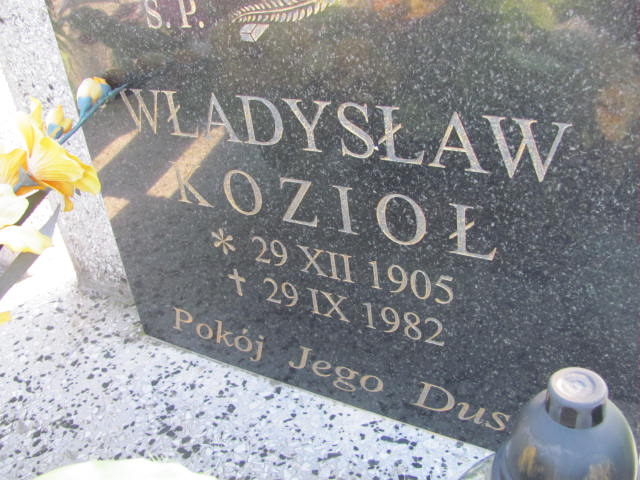 Ś. P.
WŁADYSŁAW
KOZIOŁ
* 29 XII 1905
† 29 IX 1982
Pokój Jego